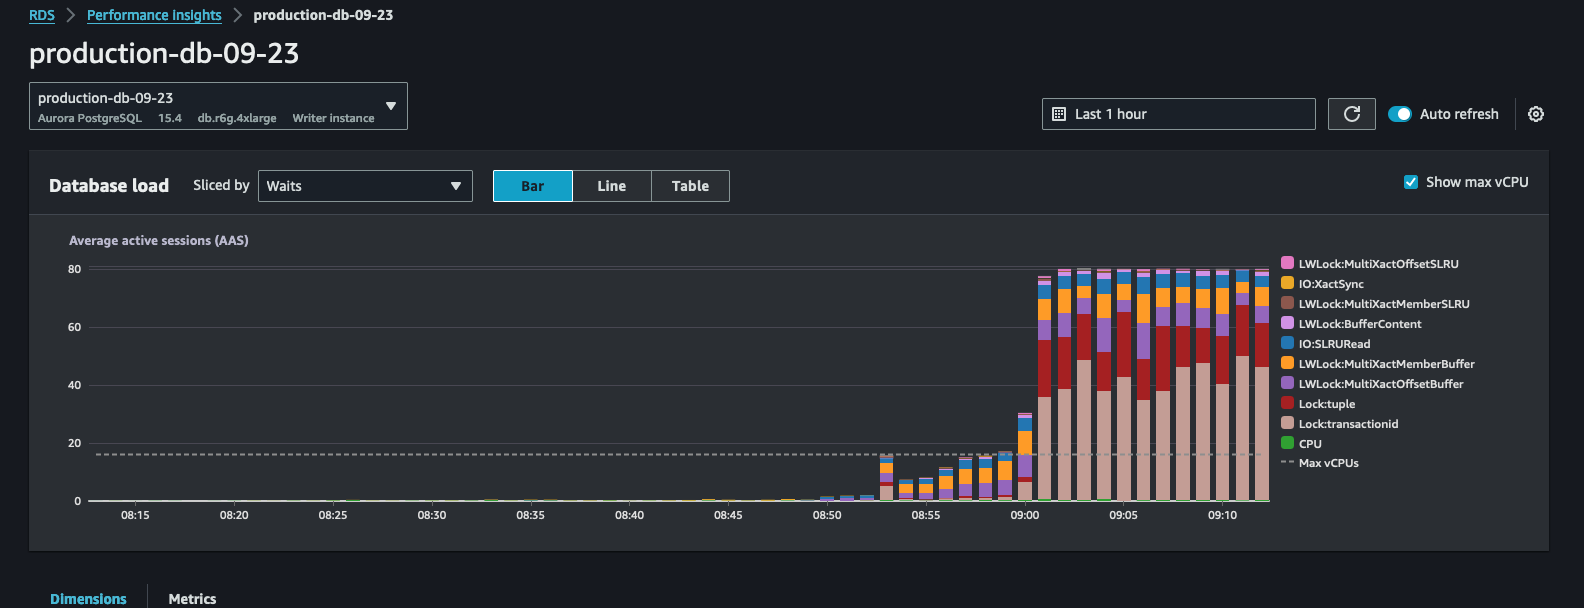 RDS > Performance insights > production-db-09-23
production-db-09-23
production-db-09-23
Aurora PostgreSQL 15.4 db.r6g.4xlarge Writer instance
Last 1 hour
Auto refresh
Database load Sliced by Waits Bar Line Table Show max vCPU
Average active sessions (AAS)
80
60
40
20
0
08:15 08:20 08:25 08:30 08:35 08:40 08:45 08:50 08:55 09:00 09:05 09:10
LWLock:MultiXactOffsetSLRU
IO:XactSync
LWLock:MultiXactMemberSLRU
LWLock:BufferContent
IO:SLRURead
LWLock:MultiXactMemberBuffer
LWLock:MultiXactOffsetBuffer
Lock:tuple
Lock:transactionid
CPU
Max vCPUs
Dimensions Metrics